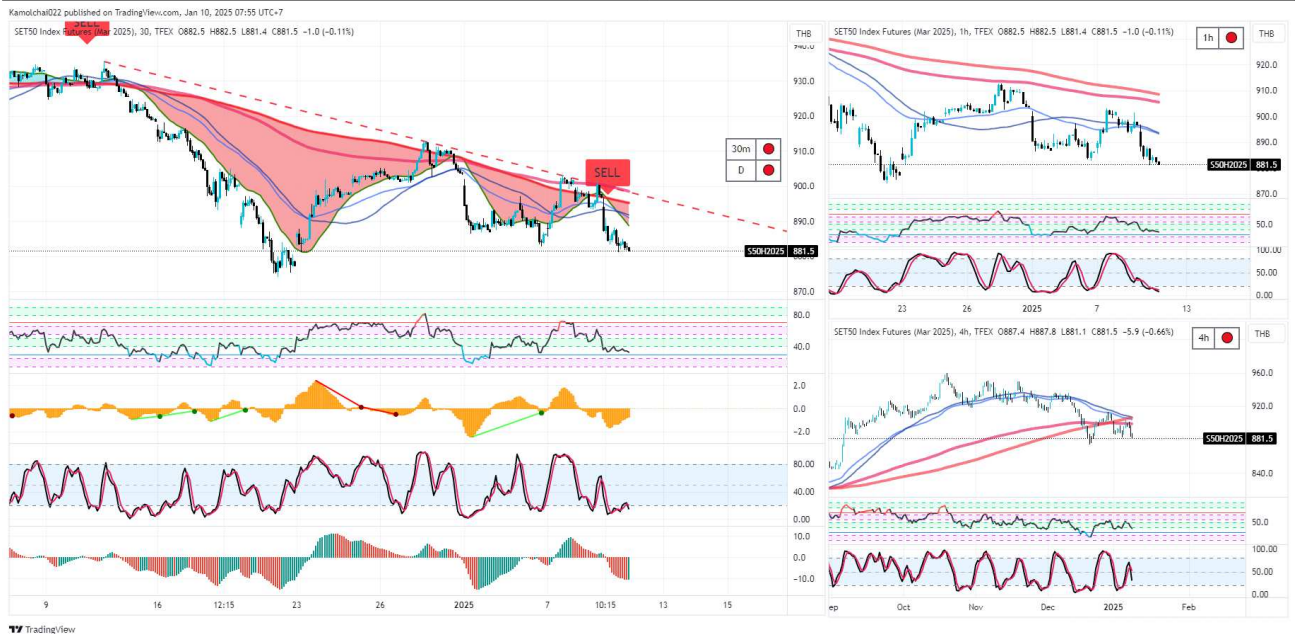 Kamolchai022 published on TradingView.com, Jan 10, 2025 07:55 UTC+7
SELL
SET50 Index Futures (Mar 2025), 30, TFEX O882.5 H882.5 L881.4 C881.5 −1.0 (−0.11%)
THB
940.0
930.0
920.0
910.0
900.0
890.0
880.0
870.0
30m
D
SELL
S50H2025 881.5
80.0
40.0
2.0
0.0
−2.0
80.00
40.00
0.00
10.0
0.0
−10.0
9 16 12:15 23 26 2025 7 10:15 13 15
SET50 Index Futures (Mar 2025), 1h, TFEX O882.5 H882.5 L881.4 C881.5 −1.0 (−0.11%)
1h
THB
920.0
910.0
900.0
890.0
S50H2025 881.5
870.0
50.0
100.00
50.00
0.00
23 26 2025 7 13
SET50 Index Futures (Mar 2025), 4h, TFEX O887.4 H887.8 L881.1 C881.5 −5.9 (−0.66%)
4h
THB
960.0
920.0
S50H2025 881.5
840.0
50.0
100.00
50.00
0.00
ep Oct Nov Dec 2025 Feb
TradingView